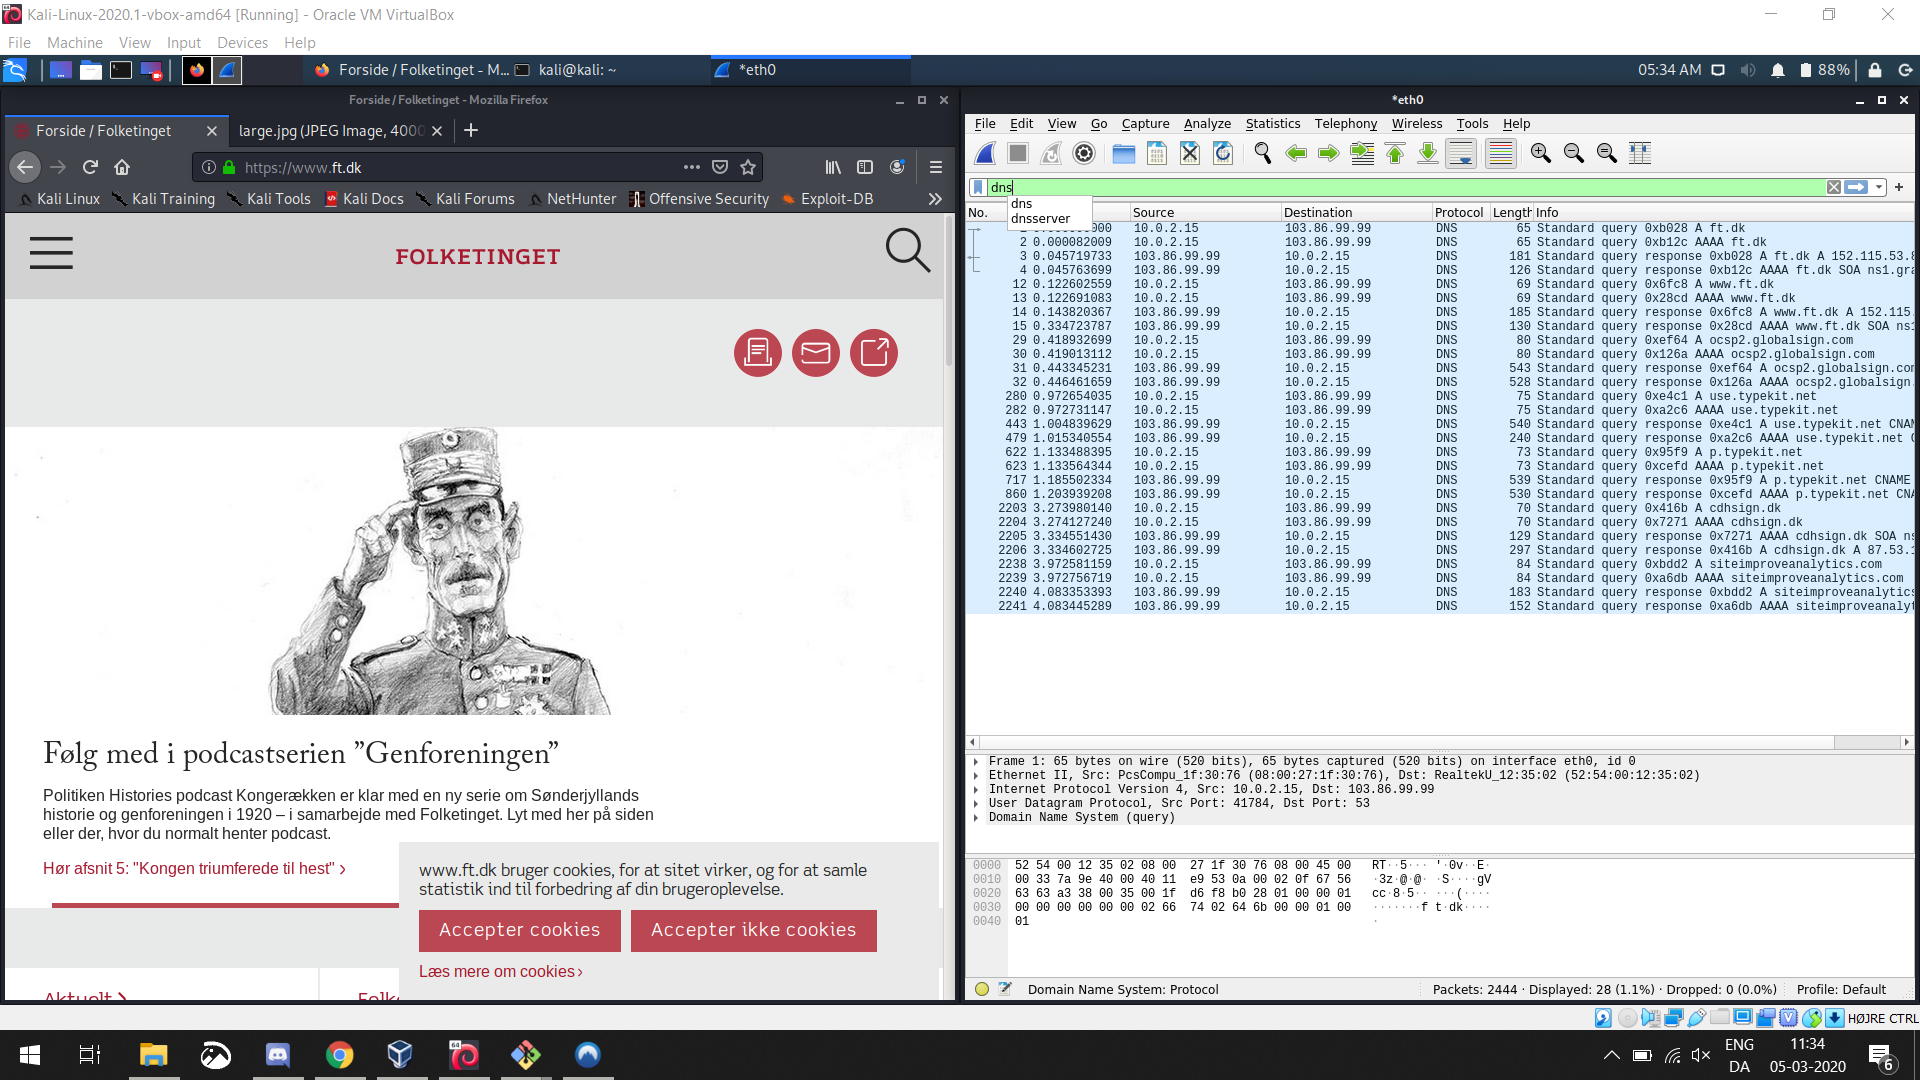 Kali-Linux-2020.1-vbox-amd64 [Running] - Oracle VM VirtualBox
File Machine View Input Devices Help
Forside / Folketinget - M... kali@kali: ~ *eth0 05:34 AM 88%
Forside / Folketinget - Mozilla Firefox
Forside / Folketinget large.jpg (JPEG Image, 400
https://www.ft.dk
Kali Linux Kali Training Kali Tools Kali Docs Kali Forums NetHunter Offensive Security Exploit-DB
FOLKETINGET
Følg med i podcastserien ”Genforeningen”
Politiken Histories podcast Kongerækken er klar med en ny serie om Sønderjyllands
historie og genforeningen i 1920 – i samarbejde med Folketinget. Lyt med her på siden
eller der, hvor du normalt henter podcast.
Hør afsnit 5: "Kongen triumferede til hest" ›
www.ft.dk bruger cookies, for at sitet virker, og for at samle
statistik ind til forbedring af din brugeroplevelse.
Accepter cookies Accepter ikke cookies
Læs mere om cookies ›
Aktuelt
*eth0
File Edit View Go Capture Analyze Statistics Telephony Wireless Tools Help
dns
dns
dnsserver
No. Source Destination Protocol Length Info
000 10.0.2.15 103.86.99.99 DNS 65 Standard query 0xb028 A ft.dk
2 0.000082009 10.0.2.15 103.86.99.99 DNS 65 Standard query 0xb12c AAAA ft.dk
3 0.045719733 103.86.99.99 10.0.2.15 DNS 181 Standard query response 0xb028 A ft.dk A 152.115.53.8
4 0.045763699 103.86.99.99 10.0.2.15 DNS 126 Standard query response 0xb12c AAAA ft.dk SOA ns1.gra
12 0.122602559 10.0.2.15 103.86.99.99 DNS 69 Standard query 0x6fc8 A www.ft.dk
13 0.122691083 10.0.2.15 103.86.99.99 DNS 69 Standard query 0x28cd AAAA www.ft.dk
14 0.143820367 103.86.99.99 10.0.2.15 DNS 185 Standard query response 0x6fc8 A www.ft.dk A 152.115.
15 0.334723787 103.86.99.99 10.0.2.15 DNS 130 Standard query response 0x28cd AAAA www.ft.dk SOA ns1
29 0.418932699 10.0.2.15 103.86.99.99 DNS 80 Standard query 0xef64 A ocsp2.globalsign.com
30 0.419013112 10.0.2.15 103.86.99.99 DNS 80 Standard query 0x126a AAAA ocsp2.globalsign.com
31 0.443345231 103.86.99.99 10.0.2.15 DNS 543 Standard query response 0xef64 A ocsp2.globalsign.com
32 0.446461659 103.86.99.99 10.0.2.15 DNS 528 Standard query response 0x126a AAAA ocsp2.globalsign.
280 0.972654035 10.0.2.15 103.86.99.99 DNS 75 Standard query 0xe4c1 A use.typekit.net
282 0.972731147 10.0.2.15 103.86.99.99 DNS 75 Standard query 0xa2c6 AAAA use.typekit.net
443 1.004839629 103.86.99.99 10.0.2.15 DNS 540 Standard query response 0xe4c1 A use.typekit.net CNAM
479 1.015340554 103.86.99.99 10.0.2.15 DNS 240 Standard query response 0xa2c6 AAAA use.typekit.net C
622 1.133488395 10.0.2.15 103.86.99.99 DNS 73 Standard query 0x95f9 A p.typekit.net
623 1.133564344 10.0.2.15 103.86.99.99 DNS 73 Standard query 0xcefd AAAA p.typekit.net
717 1.185502334 103.86.99.99 10.0.2.15 DNS 539 Standard query response 0x95f9 A p.typekit.net CNAME
860 1.203939208 103.86.99.99 10.0.2.15 DNS 530 Standard query response 0xcefd AAAA p.typekit.net CNA
2203 3.273980140 10.0.2.15 103.86.99.99 DNS 70 Standard query 0x416b A cdhsign.dk
2204 3.274127240 10.0.2.15 103.86.99.99 DNS 70 Standard query 0x7271 AAAA cdhsign.dk
2205 3.334551430 103.86.99.99 10.0.2.15 DNS 129 Standard query response 0x7271 AAAA cdhsign.dk SOA ns
2206 3.334602725 103.86.99.99 10.0.2.15 DNS 297 Standard query response 0x416b A cdhsign.dk A 87.53.1
2238 3.972581159 10.0.2.15 103.86.99.99 DNS 84 Standard query 0xbdd2 A siteimproveanalytics.com
2239 3.972756719 10.0.2.15 103.86.99.99 DNS 84 Standard query 0xa6db AAAA siteimproveanalytics.com
2240 4.083353393 103.86.99.99 10.0.2.15 DNS 183 Standard query response 0xbdd2 A siteimproveanalytics
2241 4.083445289 103.86.99.99 10.0.2.15 DNS 152 Standard query response 0xa6db AAAA siteimproveanalyt
Frame 1: 65 bytes on wire (520 bits), 65 bytes captured (520 bits) on interface eth0, id 0
Ethernet II, Src: PcsCompu_1f:30:76 (08:00:27:1f:30:76), Dst: RealtekU_12:35:02 (52:54:00:12:35:02)
Internet Protocol Version 4, Src: 10.0.2.15, Dst: 103.86.99.99
User Datagram Protocol, Src Port: 41784, Dst Port: 53
Domain Name System (query)
0000 52 54 00 12 35 02 08 00 27 1f 30 76 08 00 45 00 RT··5··· '·0v··E·
0010 00 33 7a 9e 40 00 40 11 e9 53 0a 00 02 0f 67 56 ·3z·@·@· ·S····gV
0020 63 63 a3 38 00 35 00 1f d6 f8 b0 28 01 00 00 01 cc·8·5·· ···(····
0030 00 00 00 00 00 00 02 66 74 02 64 6b 00 00 01 00 ·······f t·dk····
0040 01 ·
Domain Name System: Protocol Packets: 2444 · Displayed: 28 (1.1%) · Dropped: 0 (0.0%) Profile: Default
HØJRE CTRL
ENG
DA
11:34
05-03-2020
6